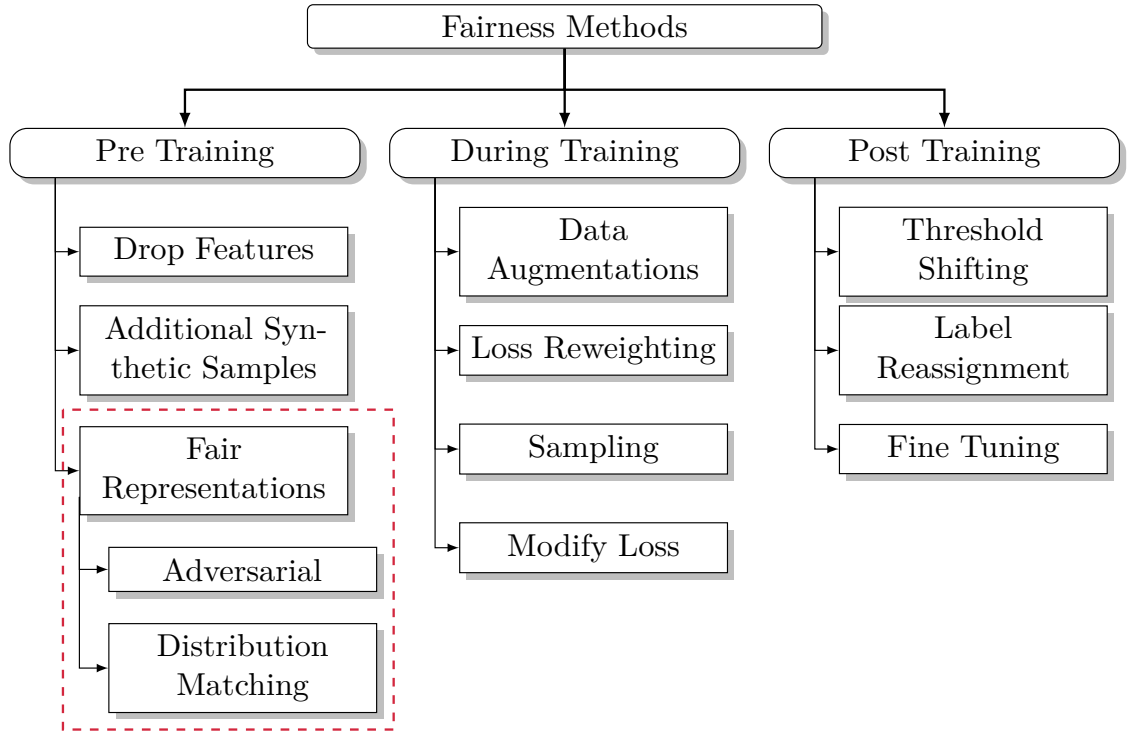 Fairness Methods
Pre Training
During Training
Post Training
Drop Features
Additional Syn-
thetic Samples
Fair
Representations
Adversarial
Distribution
Matching
Data
Augmentations
Loss Reweighting
Sampling
Modify Loss
Threshold
Shifting
Label
Reassignment
Fine Tuning